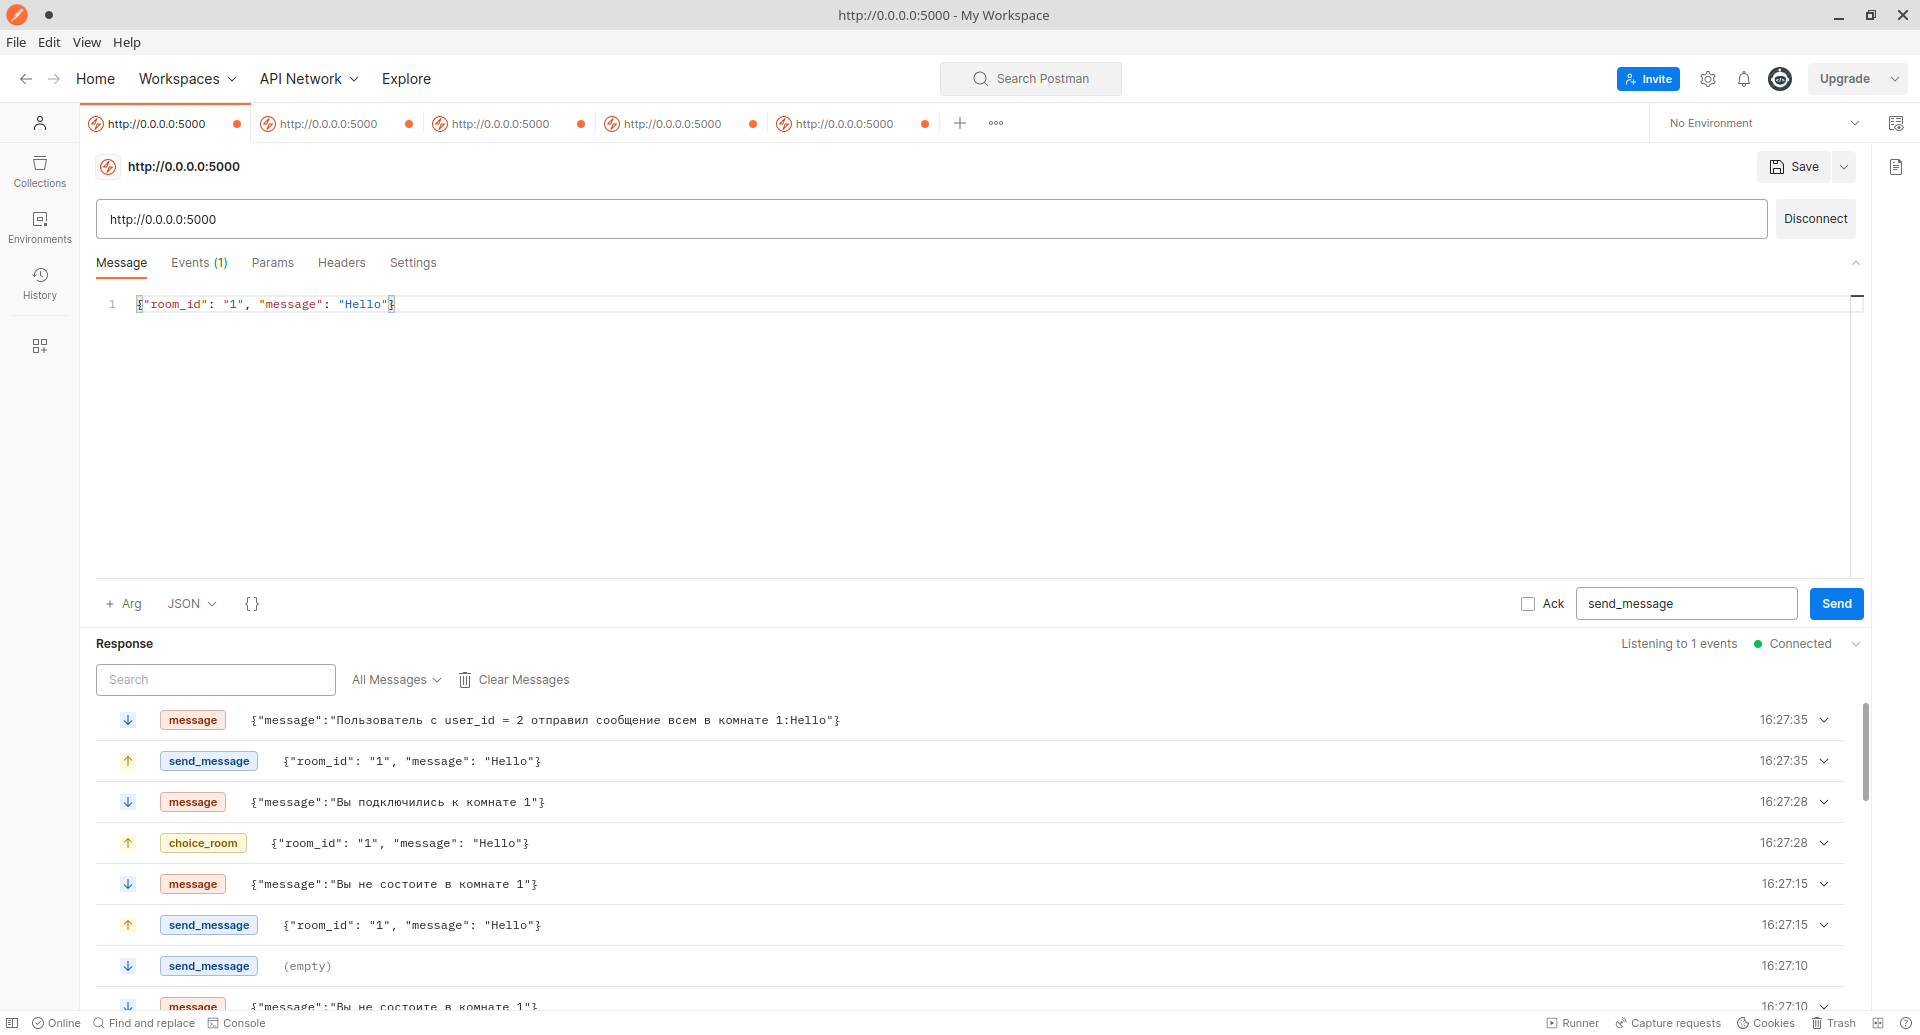 http://0.0.0.0:5000 - My Workspace
File Edit View Help
Home Workspaces API Network Explore Search Postman Invite Upgrade
http://0.0.0.0:5000 http://0.0.0.0:5000 http://0.0.0.0:5000 http://0.0.0.0:5000 http://0.0.0.0:5000 No Environment
http://0.0.0.0:5000 Save
Collections
http://0.0.0.0:5000 Disconnect
Environments
Message Events (1) Params Headers Settings
History
1 {"room_id": "1", "message": "Hello"}
+ Arg JSON {} Ack send_message Send
Response Listening to 1 events Connected
Search All Messages Clear Messages
message {"message":"Пользователь с user_id = 2 отправил сообщение всем в комнате 1:Hello"} 16:27:35
send_message {"room_id": "1", "message": "Hello"} 16:27:35
message {"message":"Вы подключились к комнате 1"} 16:27:28
choice_room {"room_id": "1", "message": "Hello"} 16:27:28
message {"message":"Вы не состоите в комнате 1"} 16:27:15
send_message {"room_id": "1", "message": "Hello"} 16:27:15
send_message (empty) 16:27:10
message {"message":"Вы не состоите в комнате 1"} 16:27:10
Online Find and replace Console Runner Capture requests Cookies Trash